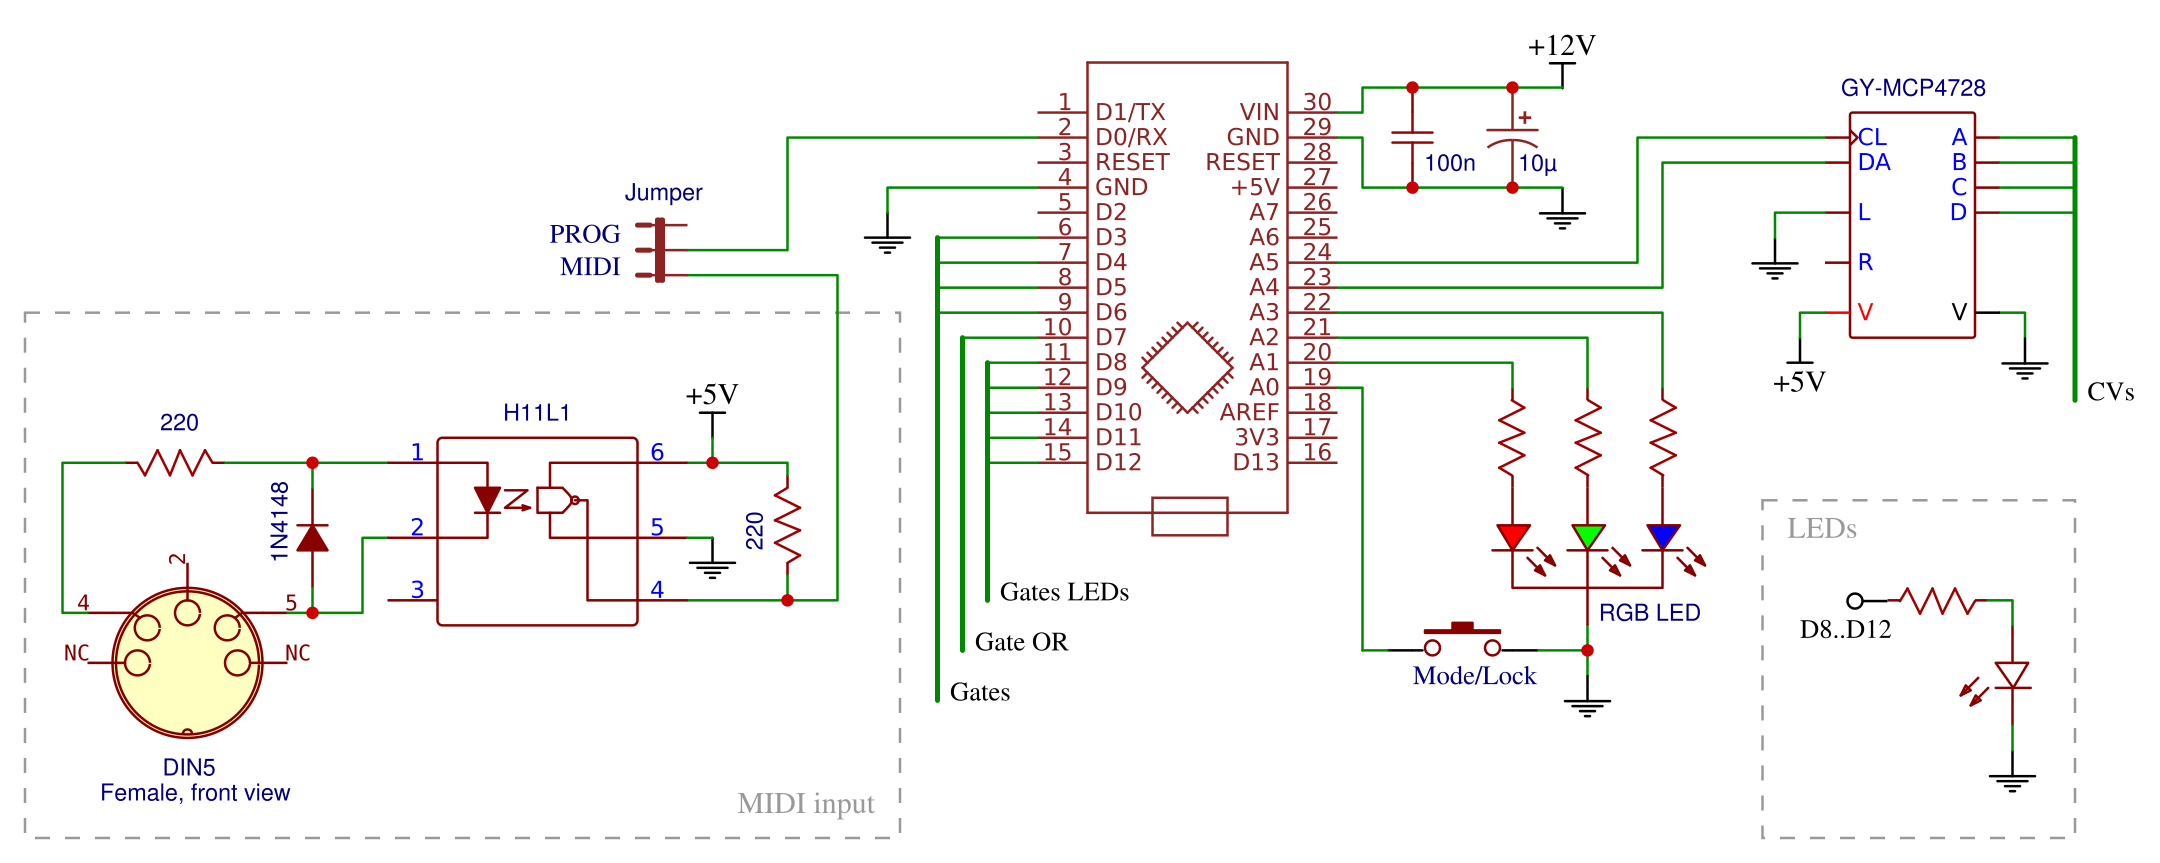 +12V
GY-MCP4728
1 D1/TX VIN 30
2 D0/RX GND 29
3 RESET RESET 28
4 GND +5V 27
5 D2 A7 26
6 D3 A6 25
7 D4 A5 24
8 D5 A4 23
9 D6 A3 22
10 D7 A2 21
11 D8 A1 20
12 D9 A0 19
13 D10 AREF 18
14 D11 3V3 17
15 D12 D13 16
+
100n
10µ
CL A
DA B
C
L D
R
V V
+5V
CVs
Jumper
PROG
MIDI
220
1N4148
H11L1
1 6
2 5
3 4
+5V
220
2
4 5
NC NC
DIN5
Female, front view
MIDI input
Gates LEDs
Gate OR
Gates
RGB LED
Mode/Lock
LEDs
D8..D12